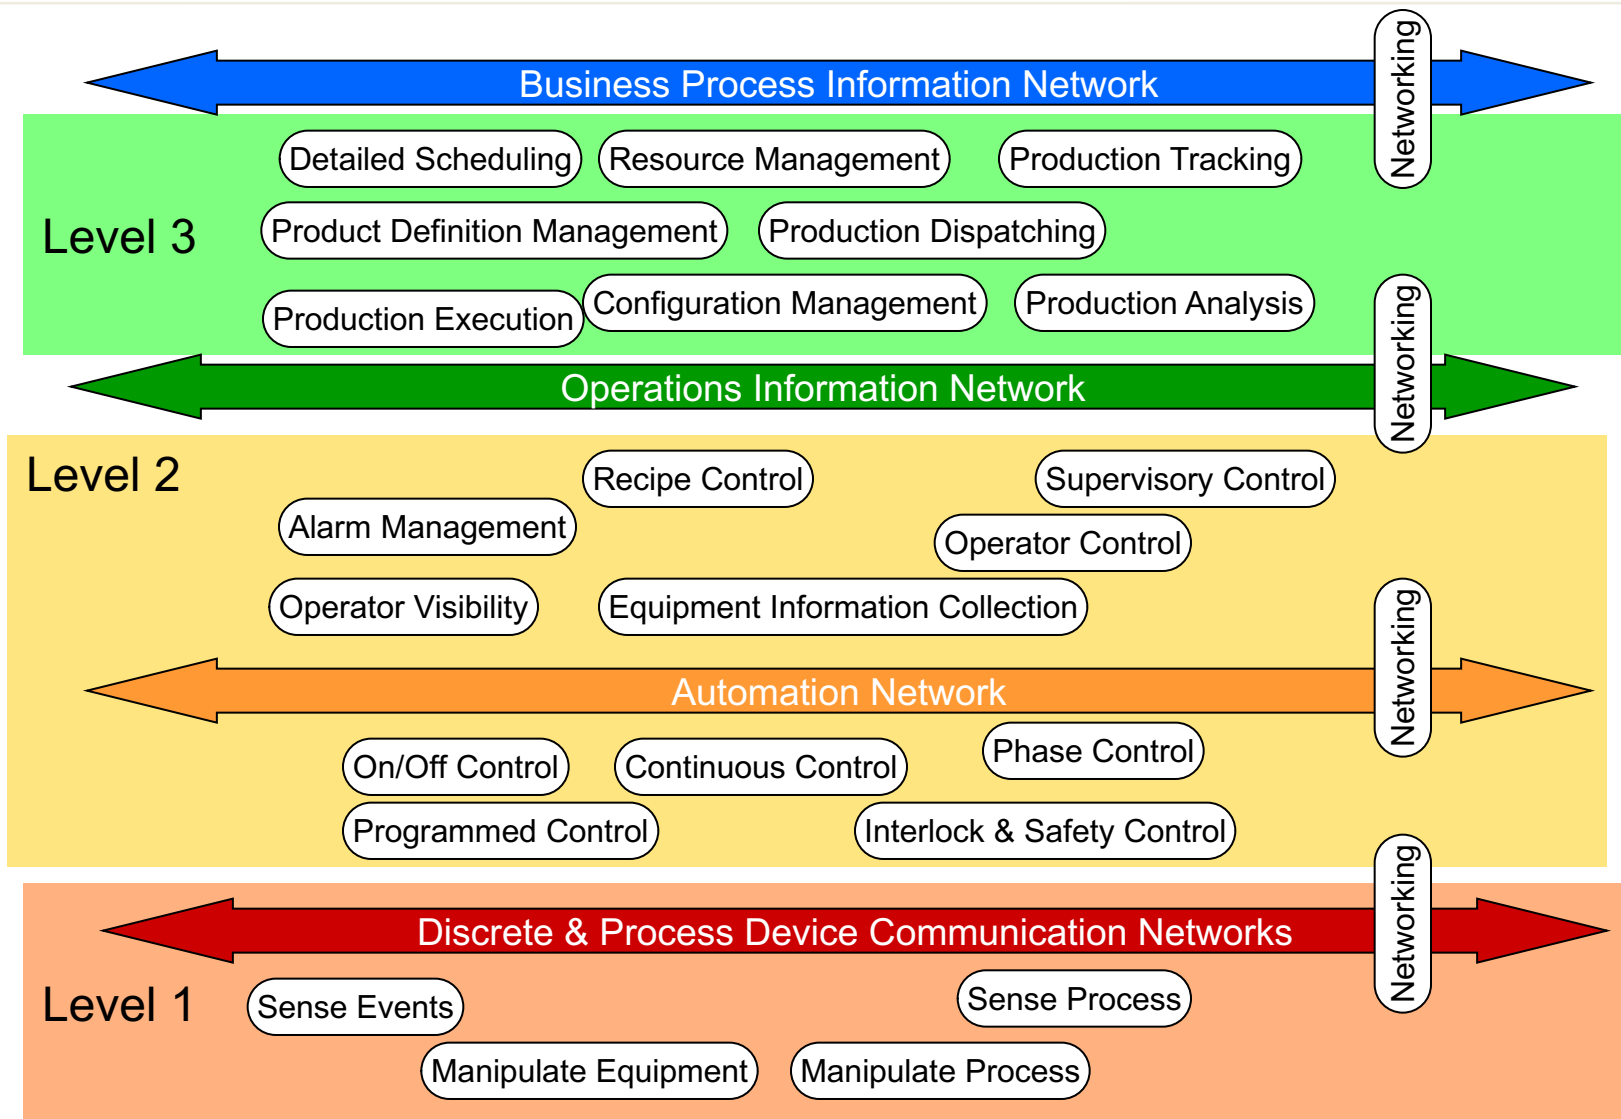 Networking
Business Process Information Network
Detailed Scheduling
Resource Management
Production Tracking
Level 3
Product Definition Management
Production Dispatching
Production Execution
Configuration Management
Production Analysis
Networking
Operations Information Network
Level 2
Recipe Control
Supervisory Control
Alarm Management
Operator Control
Operator Visibility
Equipment Information Collection
Networking
Automation Network
On/Off Control
Continuous Control
Phase Control
Programmed Control
Interlock & Safety Control
Networking
Discrete & Process Device Communication Networks
Level 1
Sense Events
Sense Process
Manipulate Equipment
Manipulate Process